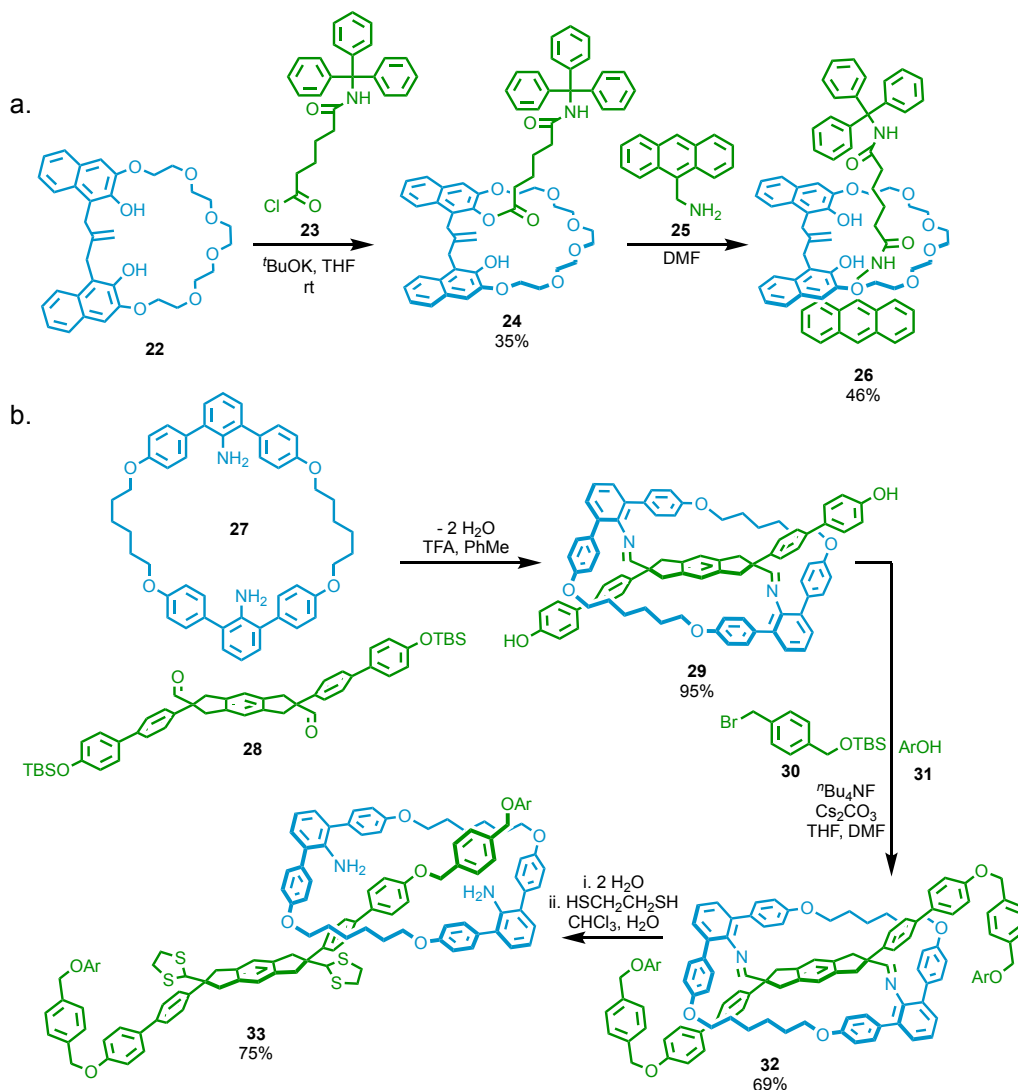 a.
O
NH
Cl
O
23
ᵗBuOK, THF
rt
O
OH
O
O
O
OH
O
O
22
O
NH
O
O
O
O
O
O
OH
O
O
24
35%
NH₂
25
DMF
NH
O
O
OH
O
O
O
OH
NH
O
O
O
26
46%
b.
NH₂
O
O
27
O
O
NH₂
- 2 H₂O
TFA, PhMe
O
OTBS
TBSO
O
28
OH
O
N
O
O
N
HO
O
29
95%
Br
OTBS
30
ArOH
31
ⁿBu₄NF
Cs₂CO₃
THF, DMF
O
N
O
O
N
O
OAr
ArO
O
O
32
69%
i. 2 H₂O
ii. HSCH₂CH₂SH
CHCl₃, H₂O
OAr
O
O
NH₂
O
H₂N
O
O
S
S
S
S
OAr
O
33
75%